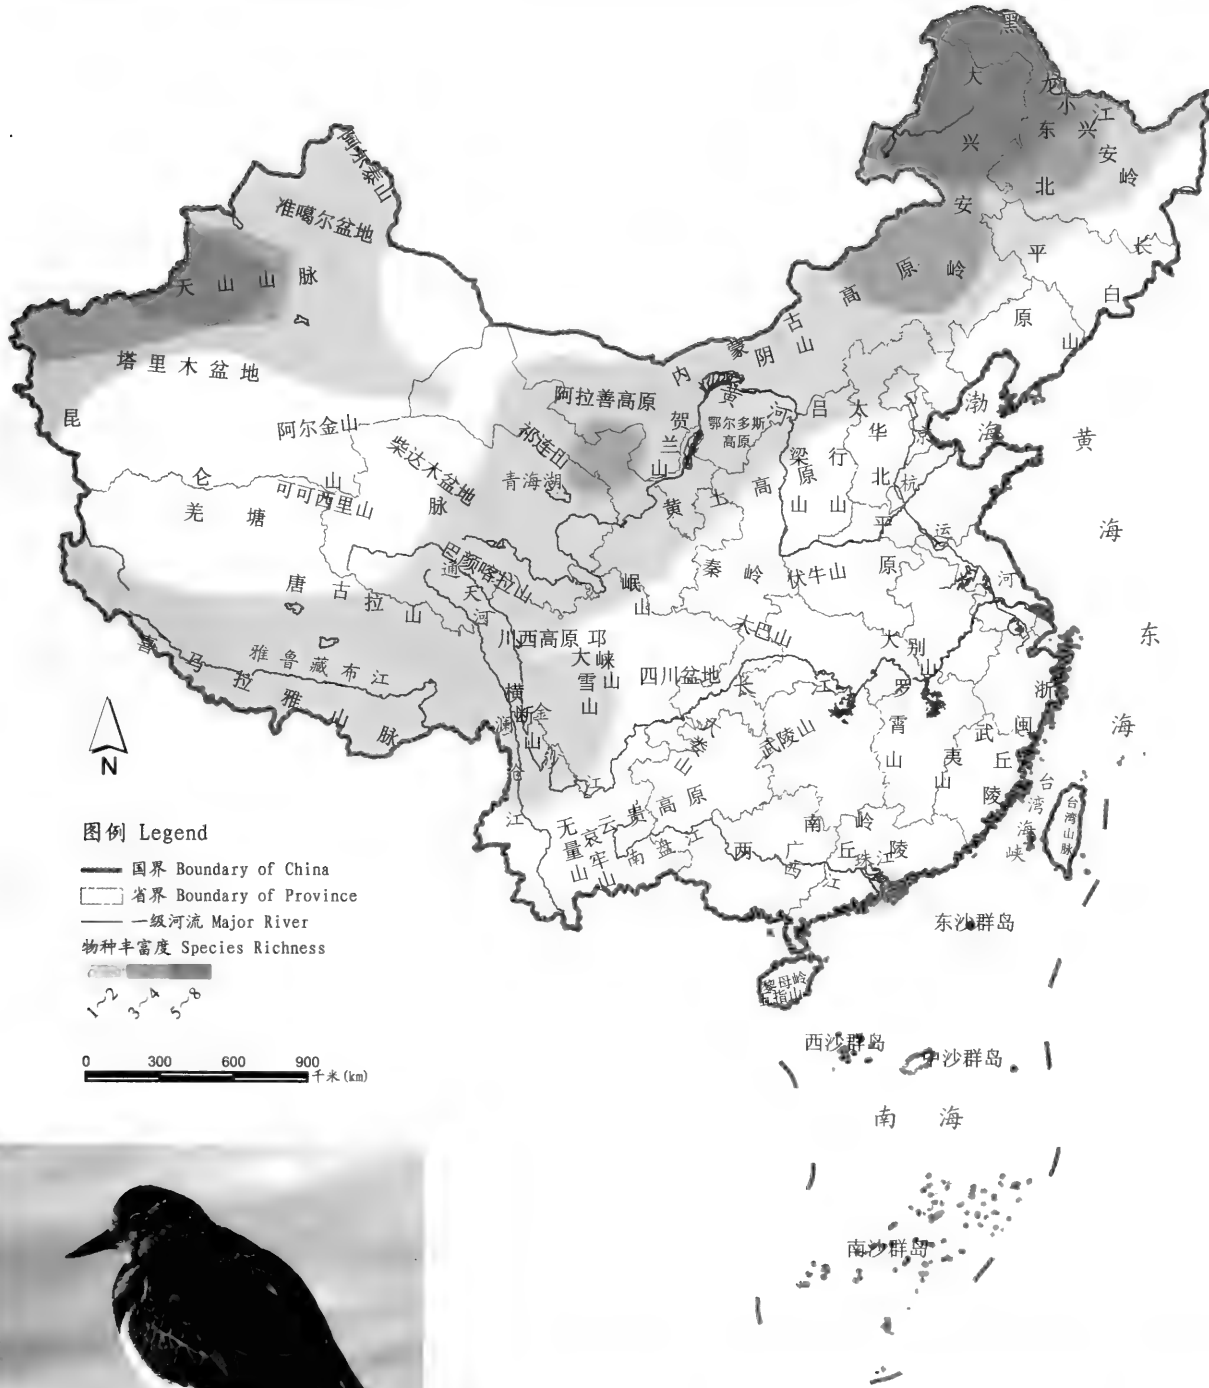 黑龙江
大兴安岭
小兴安岭
东北平原
长白山
阿尔泰山
准噶尔盆地
天山山脉
塔里木盆地
内蒙古高原
阴山
阿拉善高原
贺兰山
黄河
鄂尔多斯
高原
吕梁山
太行山
华北平原
京杭运河
渤海
黄海
昆仑山脉
阿尔金山
祁连山
柴达木盆地
青海湖
可可西里山
羌塘
黄土高原
巴颜喀拉山
通天河
岷山
秦岭
伏牛山
唐古拉山
川西高原
邛崃山
大雪山
大巴山
四川盆地
长江
大别山
东海
喜马拉雅山脉
雅鲁藏布江
横断山
澜仓江
金沙江
娄山
武陵山
罗霄山
武夷山
浙闽丘陵
台湾海峡
台湾山脉
无量山
哀牢山
云贵高原
南盘江
南岭
两广丘陵
西江
珠江
东沙群岛
黎母岭
五指山
西沙群岛
中沙群岛
南海
南沙群岛
N
图例 Legend
国界 Boundary of China
省界 Boundary of Province
一级河流 Major River
物种丰富度 Species Richness
1~2 3~4 5~8
0 300 600 900
千米(km)